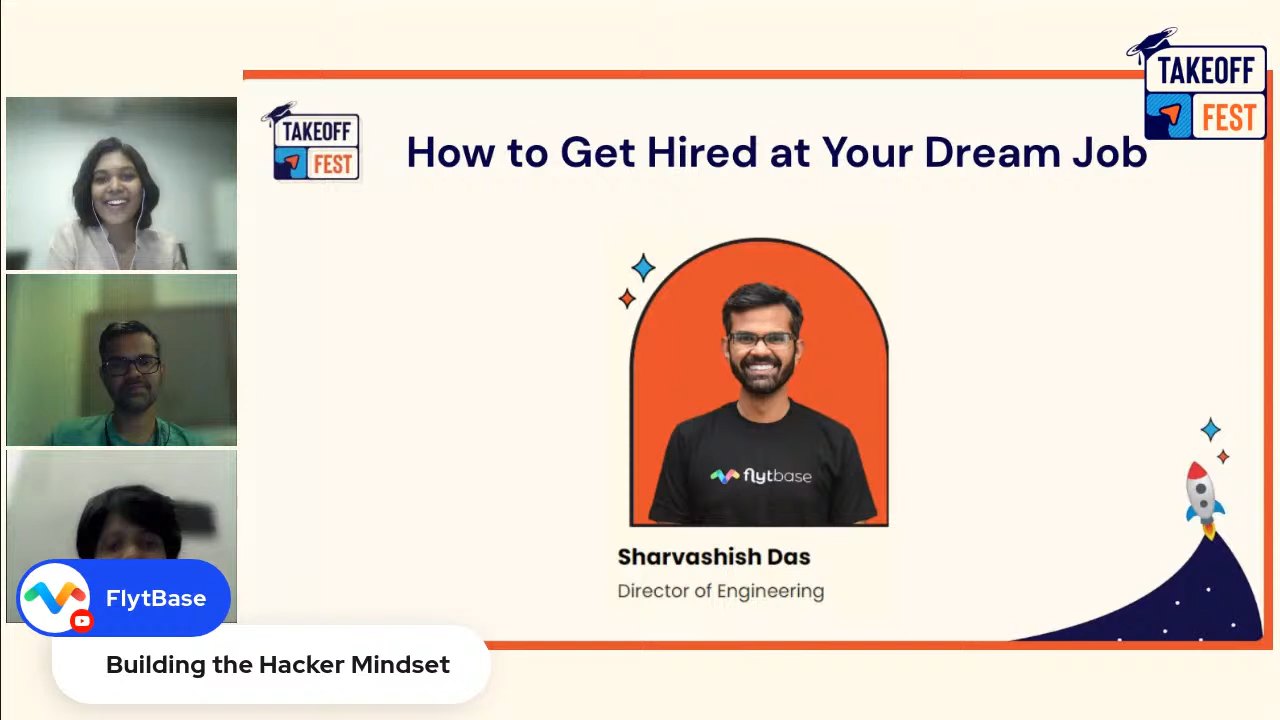 TAKEOFF
FEST
TAKEOFF
FEST
How to Get Hired at Your Dream Job
flytbase
Sharvashish Das
Director of Engineering
FlytBase
Building the Hacker Mindset